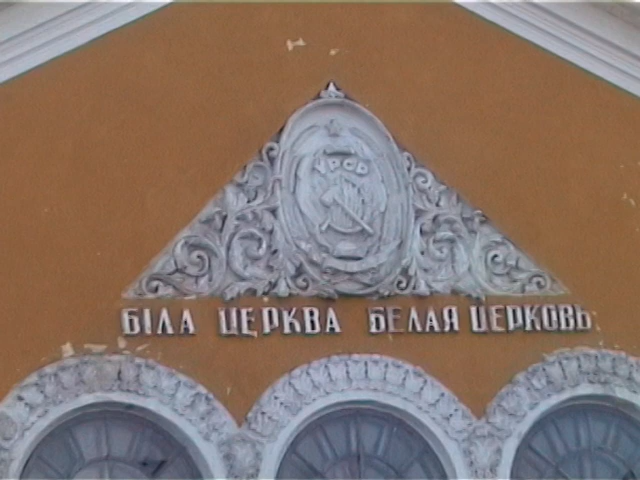 УРСР
БІЛА ЦЕРКВА БЕЛАЯ ЦЕРКОВЬ